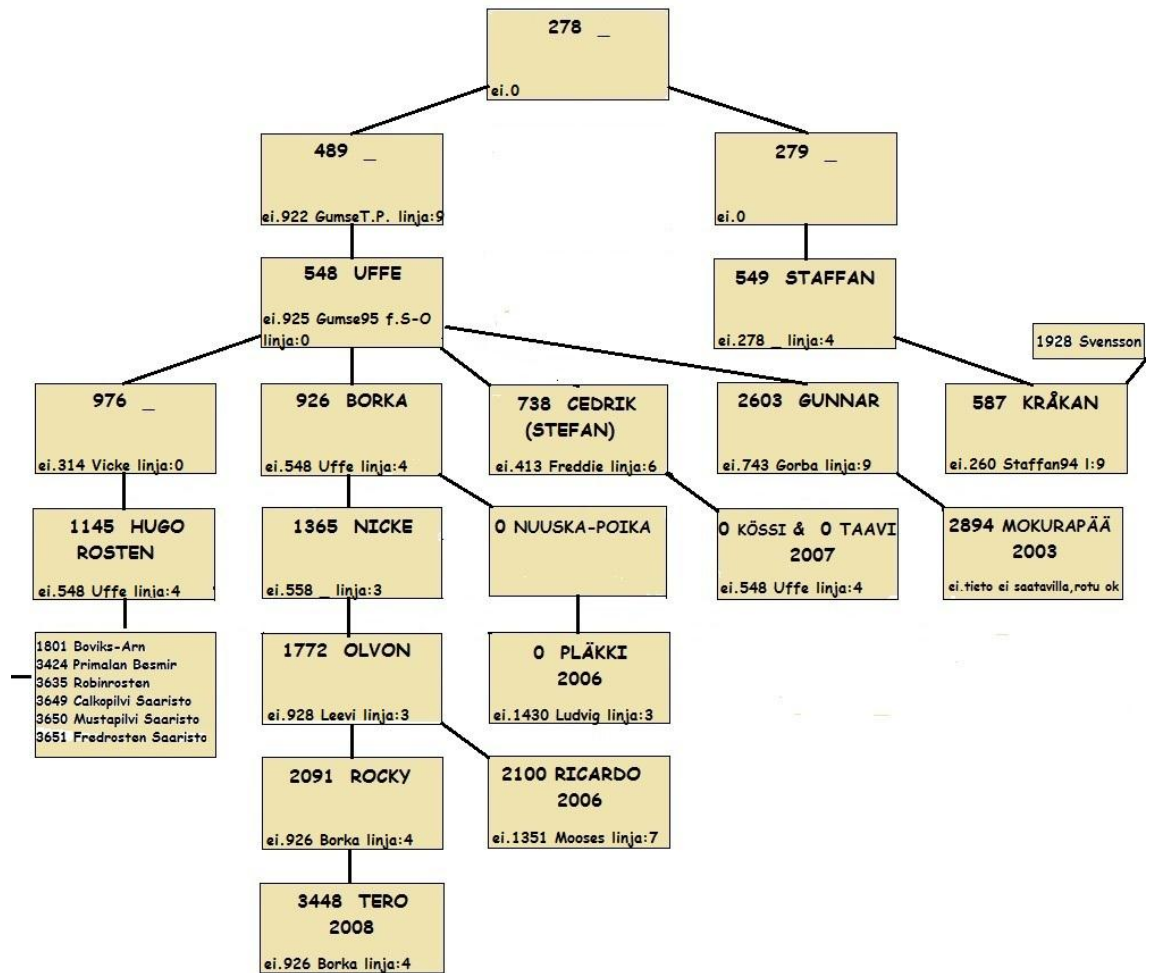 278 _
ei.0
489 _
ei.922 GumseT.P. linja:9
279 _
ei.0
548 UFFE
ei.925 Gumse95 f.S-O
linja:0
549 STAFFAN
ei.278 _ linja:4
1928 Svensson
976 _
ei.314 Vicke linja:0
926 BORKA
ei.548 Uffe linja:4
738 CEDRIK
(STEFAN)
ei.413 Freddie linja:6
2603 GUNNAR
ei.743 Gorba linja:9
587 KRÅKAN
ei.260 Staffan94 l:9
1145 HUGO
ROSTEN
ei.548 Uffe linja:4
1365 NICKE
ei.558 _ linja:3
0 NUUSKA-POIKA
0 KÖSSI & 0 TAAVI
2007
ei.548 Uffe linja:4
2894 MOKURAPÄÄ
2003
ei.tieto ei saatavilla,rotu ok
1801 Boviks-Arn
3424 Primalan Besmir
3635 Robinrosten
3649 Calkopilvi Saaristo
3650 Mustapilvi Saaristo
3651 Fredrosten Saaristo
1772 OLVON
ei.928 Leevi linja:3
0 PLÄKKI
2006
ei.1430 Ludvig linja:3
2091 ROCKY
ei.926 Borka linja:4
2100 RICARDO
2006
ei.1351 Mooses linja:7
3448 TERO
2008
ei.926 Borka linja:4